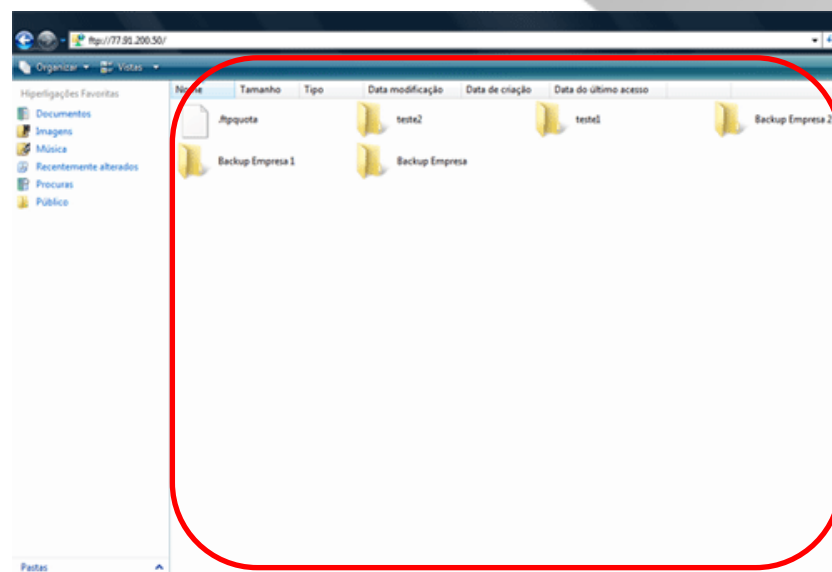 ftp://77.91.200.50/
Organizar Vistas
Hiperligações Favoritas
Documentos
Imagens
Música
Recentemente alterados
Procuras
Público
Pastas
Nome Tamanho Tipo Data modificação Data de criação Data do último acesso
.ftpquota teste2 teste1 Backup Empresa 2
Backup Empresa 1 Backup Empresa